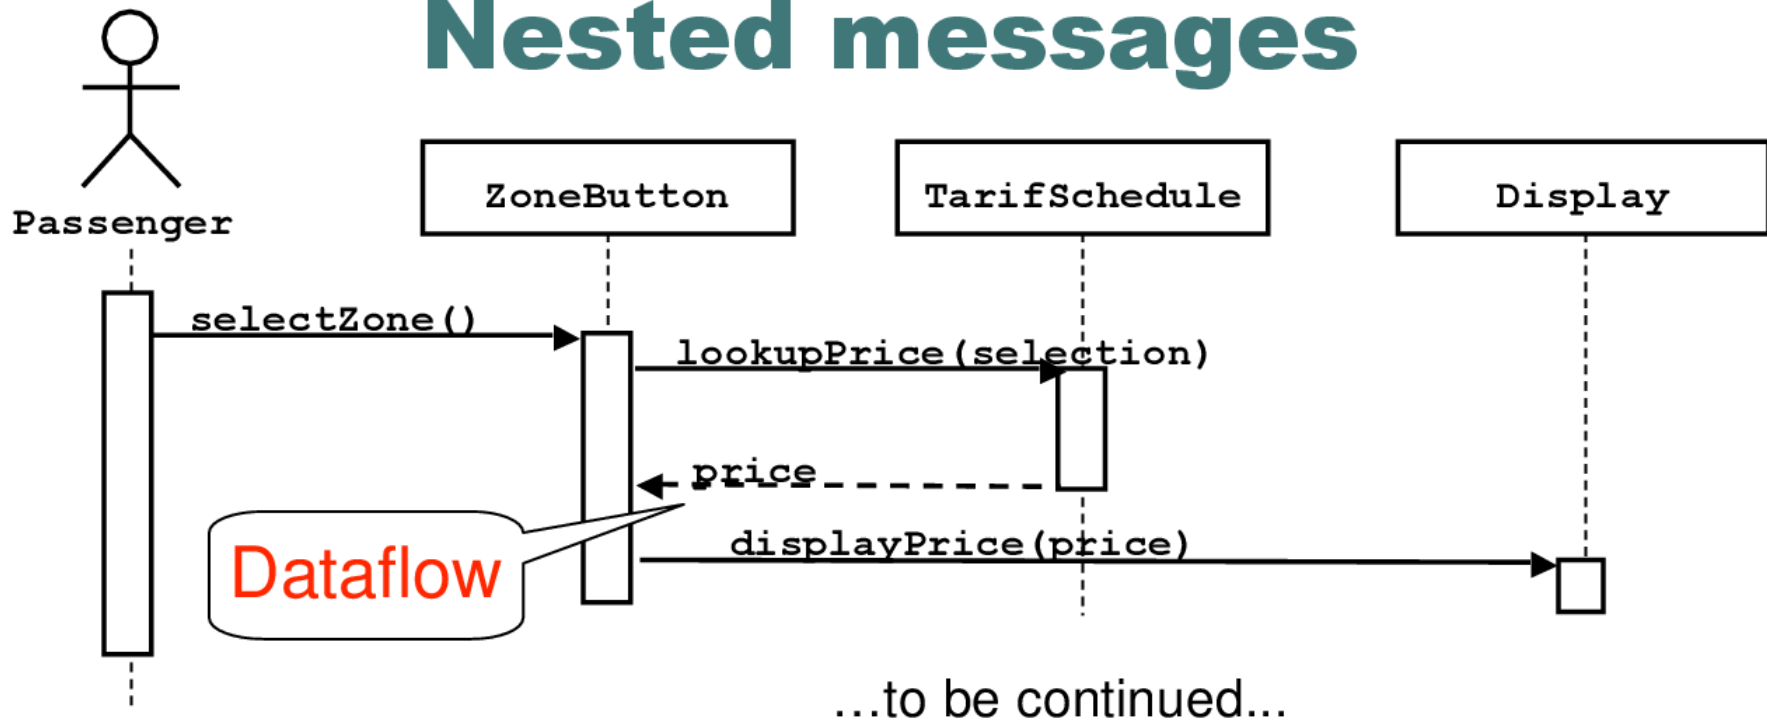 Nested messages
Passenger
ZoneButton
TarifSchedule
Display
selectZone()
lookupPrice(selection)
price
Dataflow
displayPrice(price)
...to be continued...